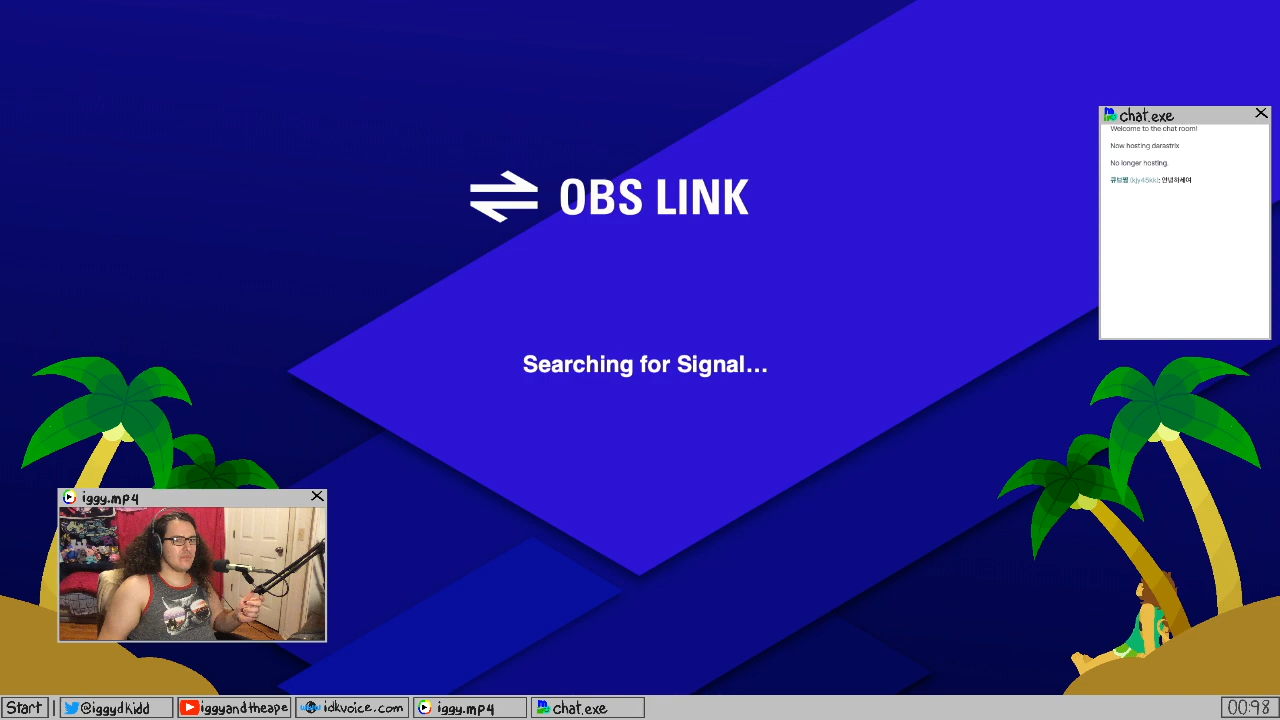 OBS LINK
Searching for Signal...
chat.exe
Welcome to the chat room!
Now hosting darastrix
No longer hosting.
(kjy45kk): 안녕하세여
iggy.mp4
Start | @iggydkidd iggyandtheape idkvoice.com iggy.mp4 chat.exe 00:98